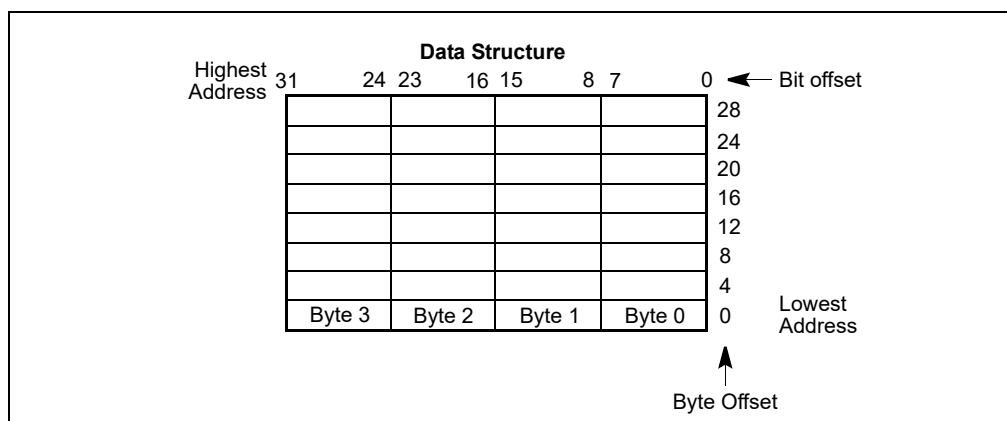 Data Structure
Highest Address
31 24 23 16 15 8 7 0 Bit offset
28
24
20
16
12
8
4
Byte 3 Byte 2 Byte 1 Byte 0 0
Lowest Address
Byte Offset